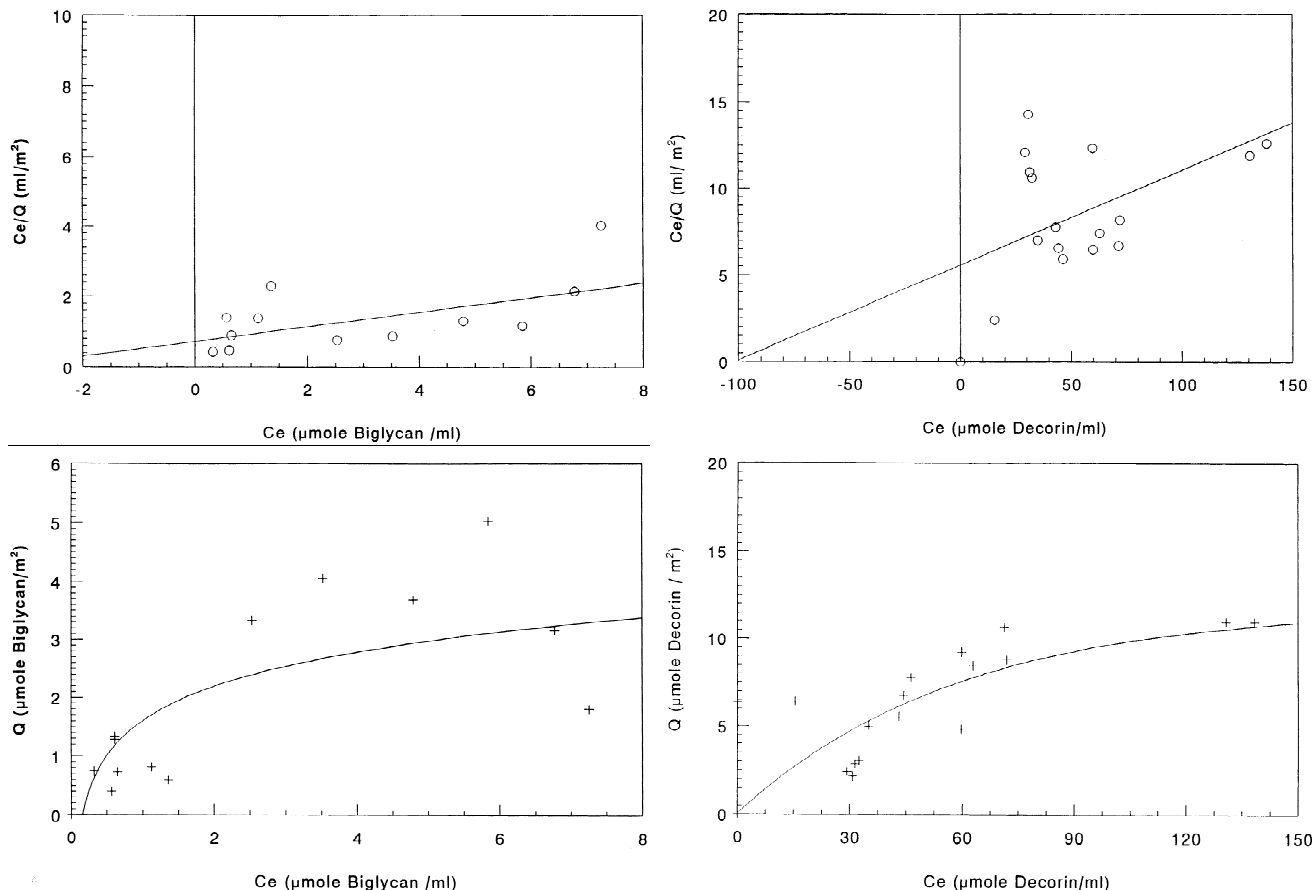 10
8
6
4
2
0
Ce/Q (ml/m²)
-2 0 2 4 6 8
Ce (µmole Biglycan /ml)
20
15
10
5
0
Ce/Q (ml/ m²)
-100 -50 0 50 100 150
Ce (µmole Decorin/ml)
6
5
4
3
2
1
0
Q (µmole Biglycan/m²)
0 2 4 6 8
Ce (µmole Biglycan /ml)
20
15
10
5
0
Q (µmole Decorin / m²)
0 30 60 90 120 150
Ce (µmole Decorin/ml)